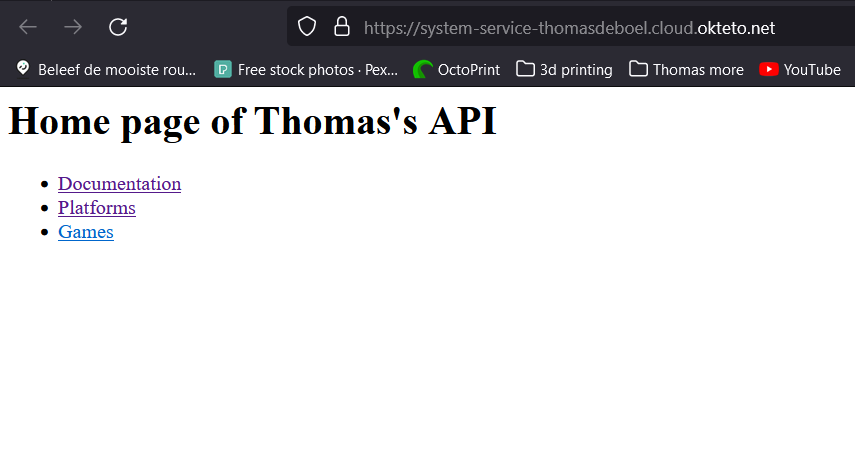 https://system-service-thomasdeboel.cloud.okteto.net
Beleef de mooiste rou... Free stock photos · Pex... OctoPrint 3d printing Thomas more YouTube
Home page of Thomas's API
Documentation
Platforms
Games